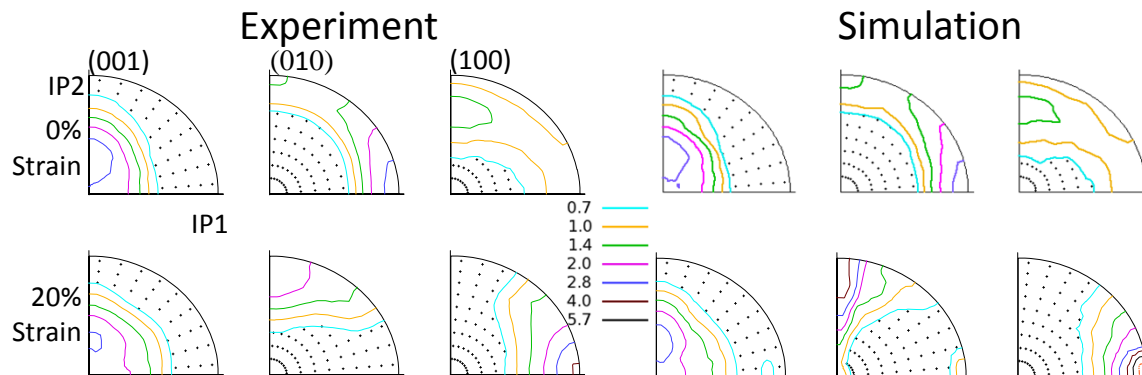 Experiment
Simulation
(001)
(010)
(100)
IP2
0%
Strain
IP1
0.7
1.0
1.4
2.0
2.8
4.0
5.7
20%
Strain